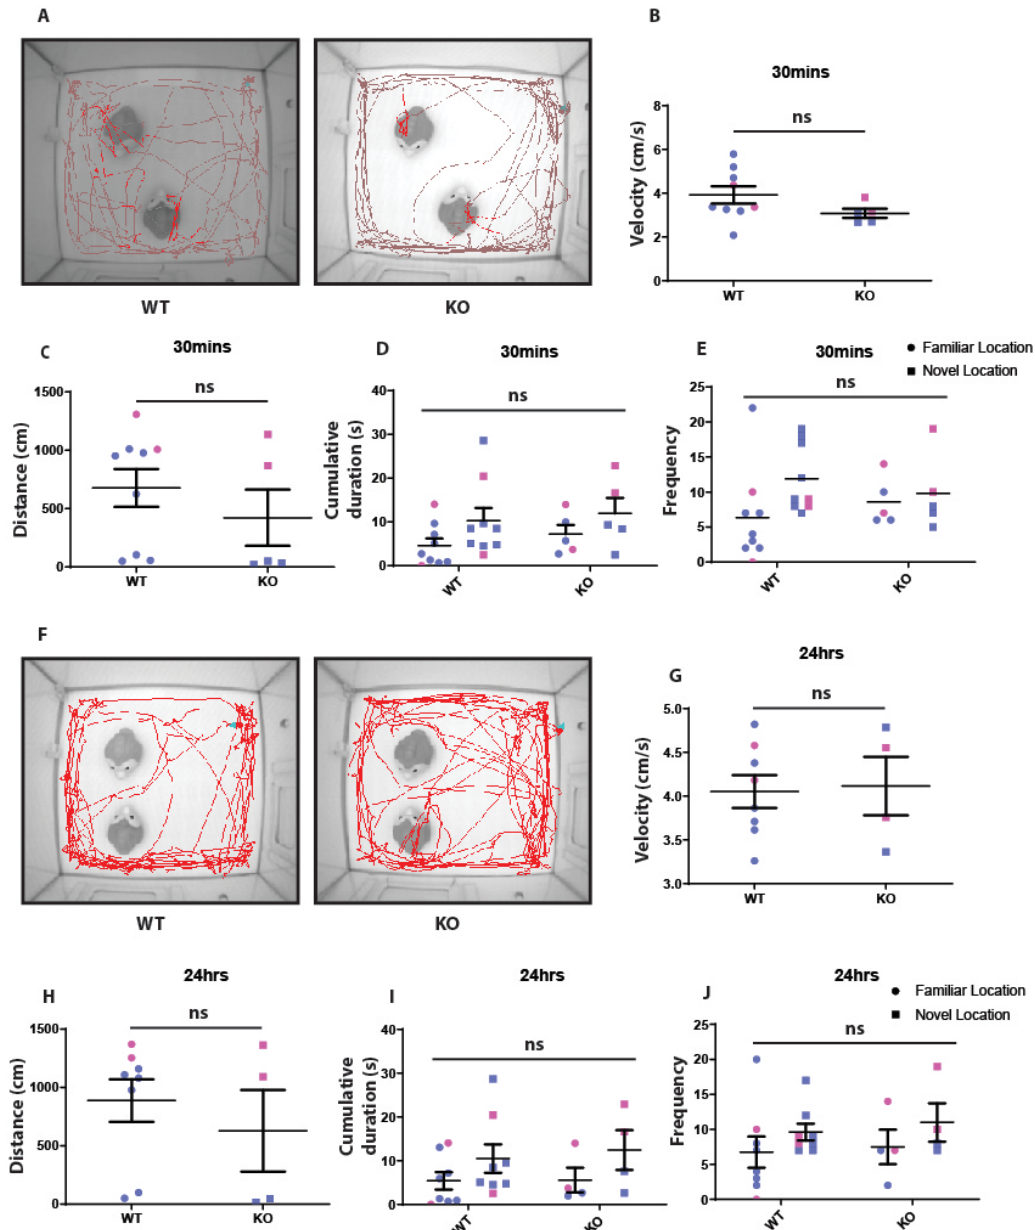 A
B
30mins
Velocity (cm/s)
8
6
4
2
0
ns
WT
KO
WT
KO
C
30mins
Distance (cm)
1500
1000
500
0
ns
WT
KO
D
30mins
Cumulative
duration (s)
40
30
20
10
0
ns
WT
KO
E
30mins
Familiar Location
Novel Location
Frequency
25
20
15
10
5
0
ns
WT
KO
F
WT
KO
24hrs
G
Velocity (cm/s)
5.0
4.5
4.0
3.5
3.0
ns
WT
KO
24hrs
H
Distance (cm)
1500
1000
500
0
ns
WT
KO
24hrs
I
Cumulative
duration (s)
40
30
20
10
0
ns
WT
KO
24hrs
J
Familiar Location
Novel Location
Frequency
25
20
15
10
5
0
ns
WT
KO